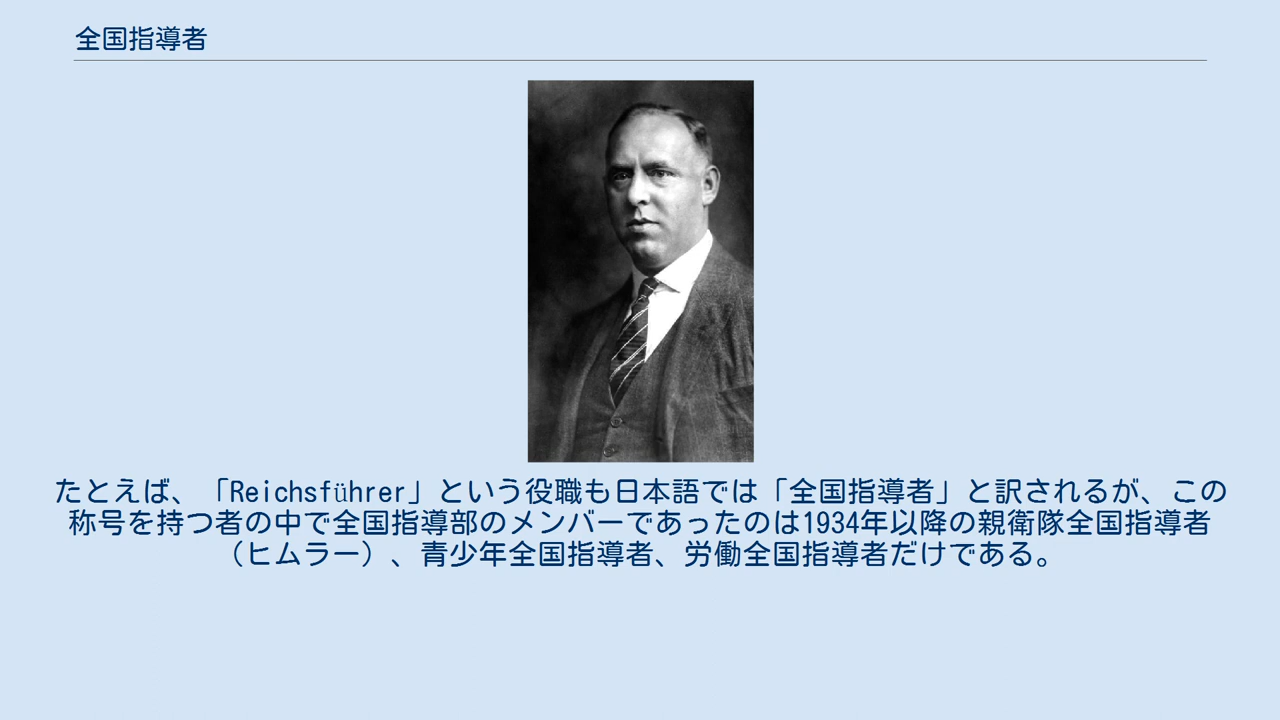 全国指導者
たとえば、「Reichsführer」という役職も日本語では「全国指導者」と訳されるが、この
称号を持つ者の中で全国指導部のメンバーであったのは1934年以降の親衛隊全国指導者
（ヒムラー）、青少年全国指導者、労働全国指導者だけである。